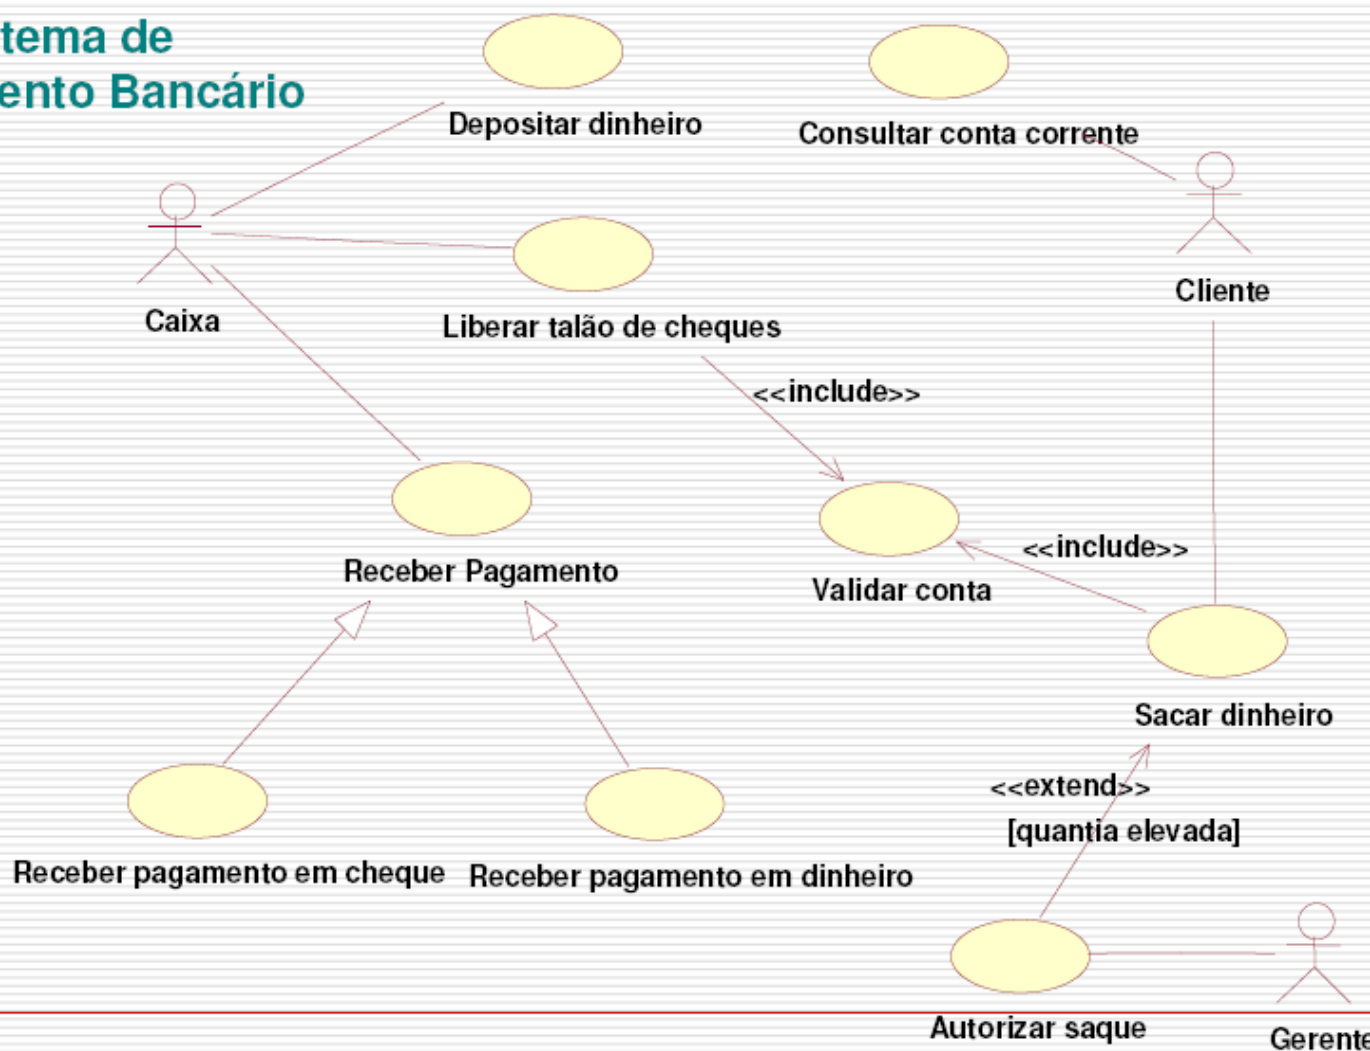 tema de
ento Bancário
Depositar dinheiro
Consultar conta corrente
Caixa
Cliente
Liberar talão de cheques
<<include>>
Receber Pagamento
Validar conta
<<include>>
Sacar dinheiro
<<extend>>
[quantia elevada]
Receber pagamento em cheque
Receber pagamento em dinheiro
Autorizar saque
Gerente